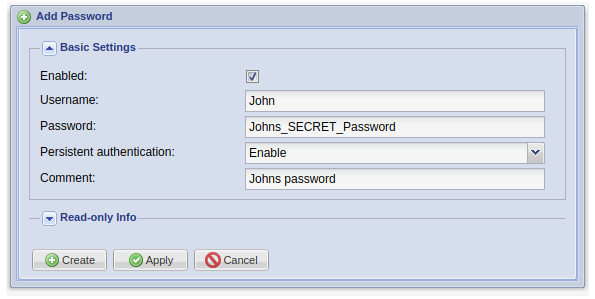 Add Password
Basic Settings
Enabled:
Username: John
Password: Johns_SECRET_Password
Persistent authentication: Enable
Comment: Johns password
Read-only Info
Create Apply Cancel